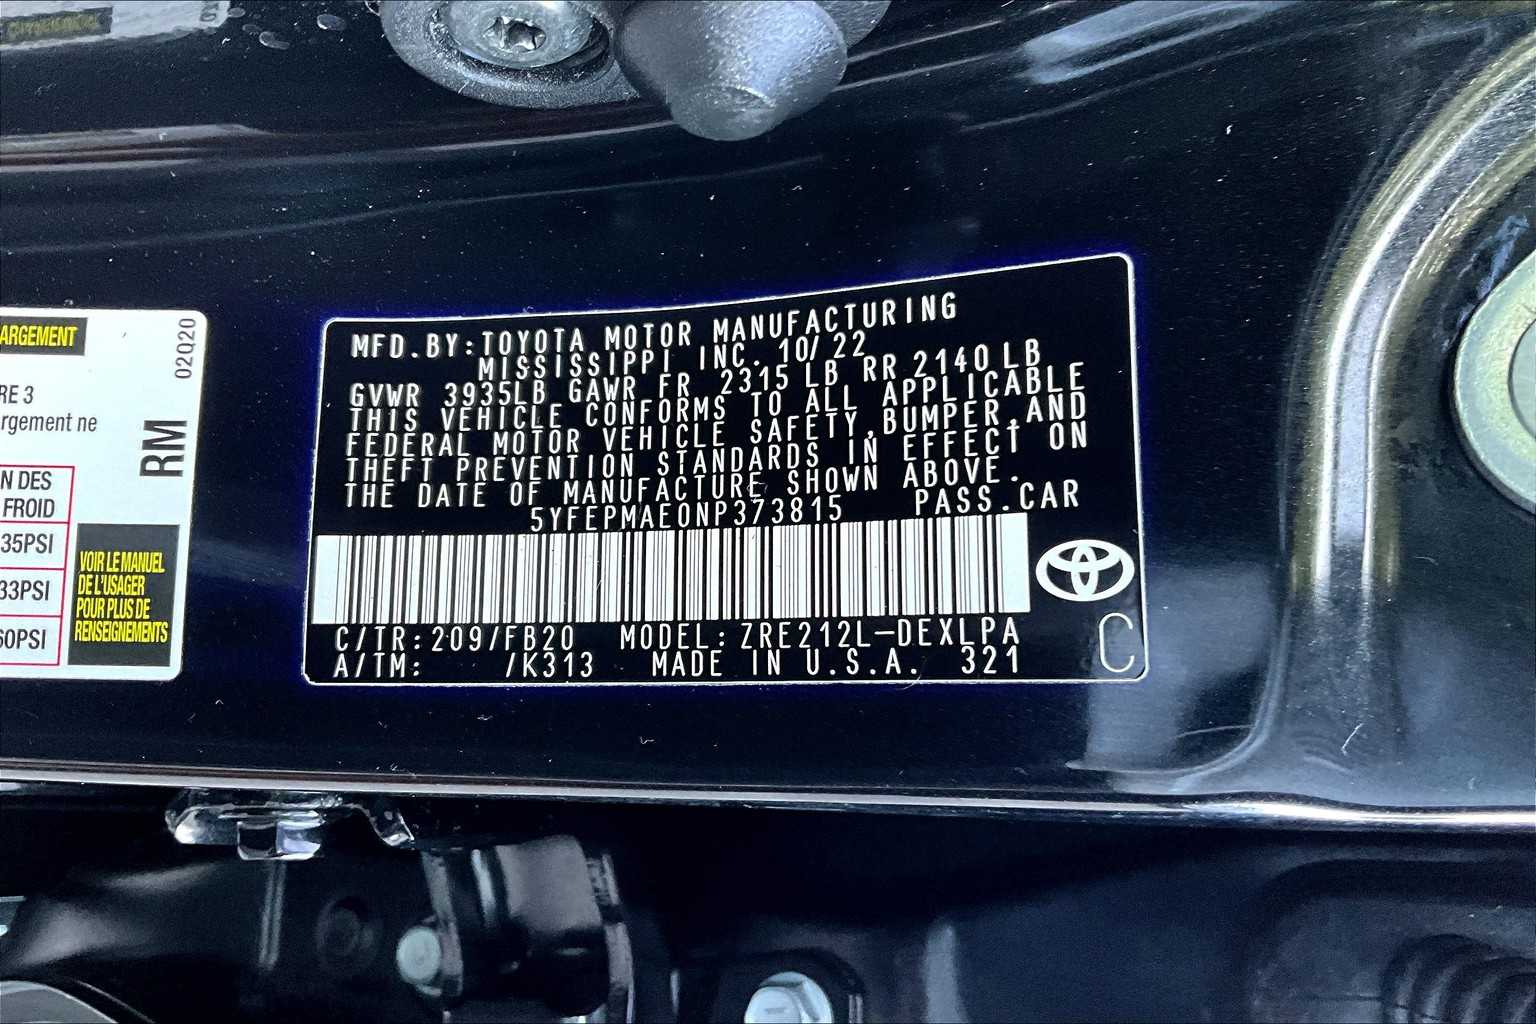 ARGEMENT
02Q20
RE 3
rgement ne
RM
N DES
FROID
35PSI
33PSI
60PSI
VOIR LE MANUEL
DE L'USAGER
POUR PLUS DE
RENSEIGNEMENTS
MFD.BY:TOYOTA MOTOR MANUFACTURING
MISSISSIPPI INC. 10/22
GVWR 3935LB GAWR FR 2315 LB RR 2140LB
THIS VEHICLE CONFORMS TO ALL APPLICABLE
FEDERAL MOTOR VEHICLE SAFETY,BUMPER,AND
THEFT PREVENTION STANDARDS IN EFFECT ON
THE DATE OF MANUFACTURE SHOWN ABOVE.
5YFEPMAE0NP373815 PASS.CAR
C/TR:209/FB20 MODEL:ZRE212L-DEXLPA
A/TM: /K313 MADE IN U.S.A. 321
C